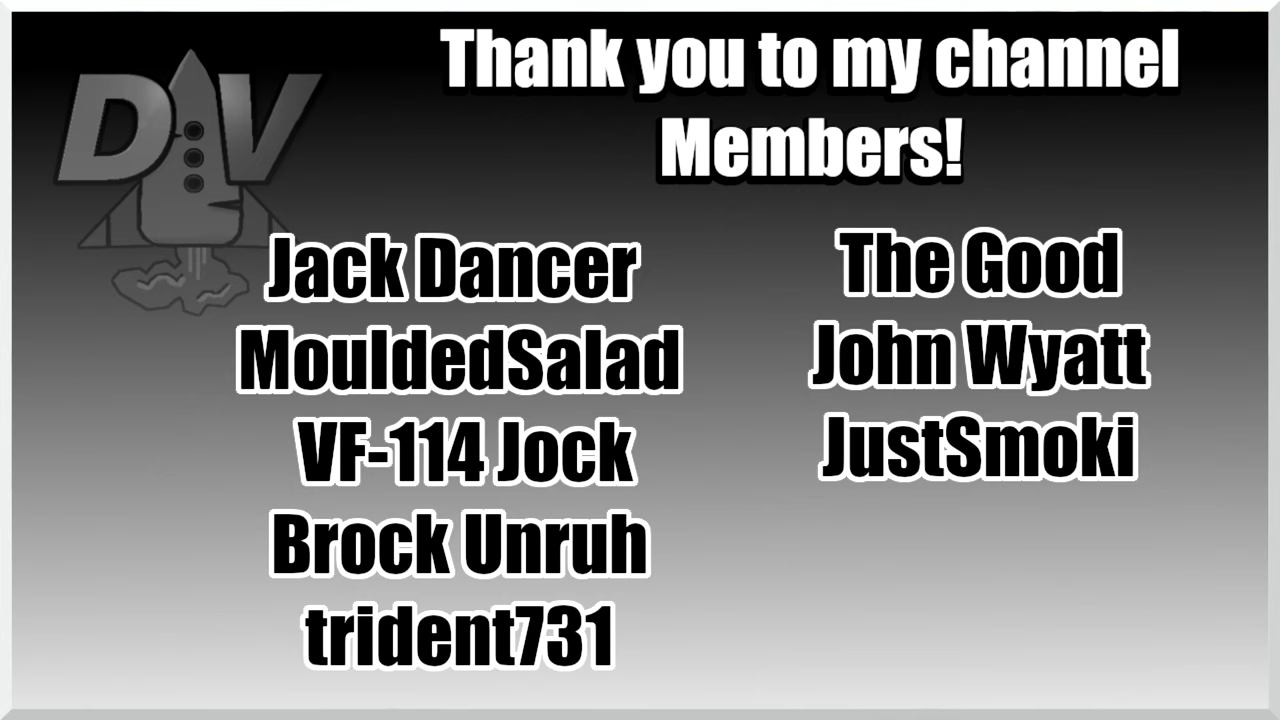 DV
Thank you to my channel
Members!
Jack Dancer
MouldedSalad
VF-114 Jock
Brock Unruh
trident731
The Good
John Wyatt
JustSmoki